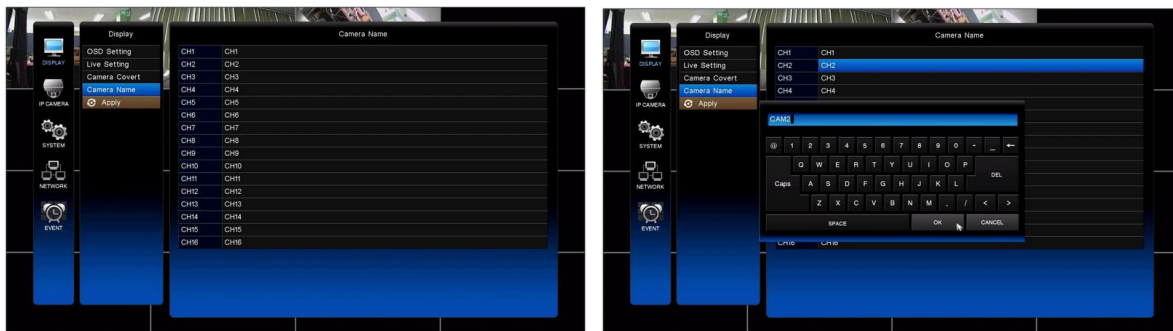 Display
OSD Setting
Live Setting
Camera Covert
Camera Name
Apply
DISPLAY
IP CAMERA
SYSTEM
NETWORK
EVENT
Camera Name
CH1 CH1
CH2 CH2
CH3 CH3
CH4 CH4
CH5 CH5
CH6 CH6
CH7 CH7
CH8 CH8
CH9 CH9
CH10 CH10
CH11 CH11
CH12 CH12
CH13 CH13
CH14 CH14
CH15 CH15
CH16 CH16
Display
OSD Setting
Live Setting
Camera Covert
Camera Name
Apply
DISPLAY
IP CAMERA
SYSTEM
NETWORK
EVENT
Camera Name
CH1 CH1
CH2 CH2
CH3 CH3
CH4 CH4
CAM2
@ 1 2 3 4 5 6 7 8 9 0 - _ ←
Q W E R T Y U I O P
DEL
Caps A S D F G H J K L
Z X C V B N M . / < >
SPACE OK CANCEL
CH16 CH16